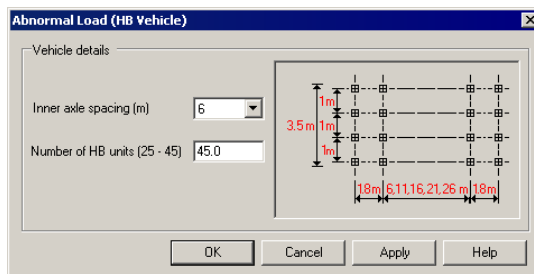 Abnormal Load (HB Vehicle)
Vehicle details
Inner axle spacing (m) 6
Number of HB units (25 - 45) 45.0
1m
3.5m 1m
1m
1.8m 6,11,16,21,26 m 1.8m
OK Cancel Apply Help